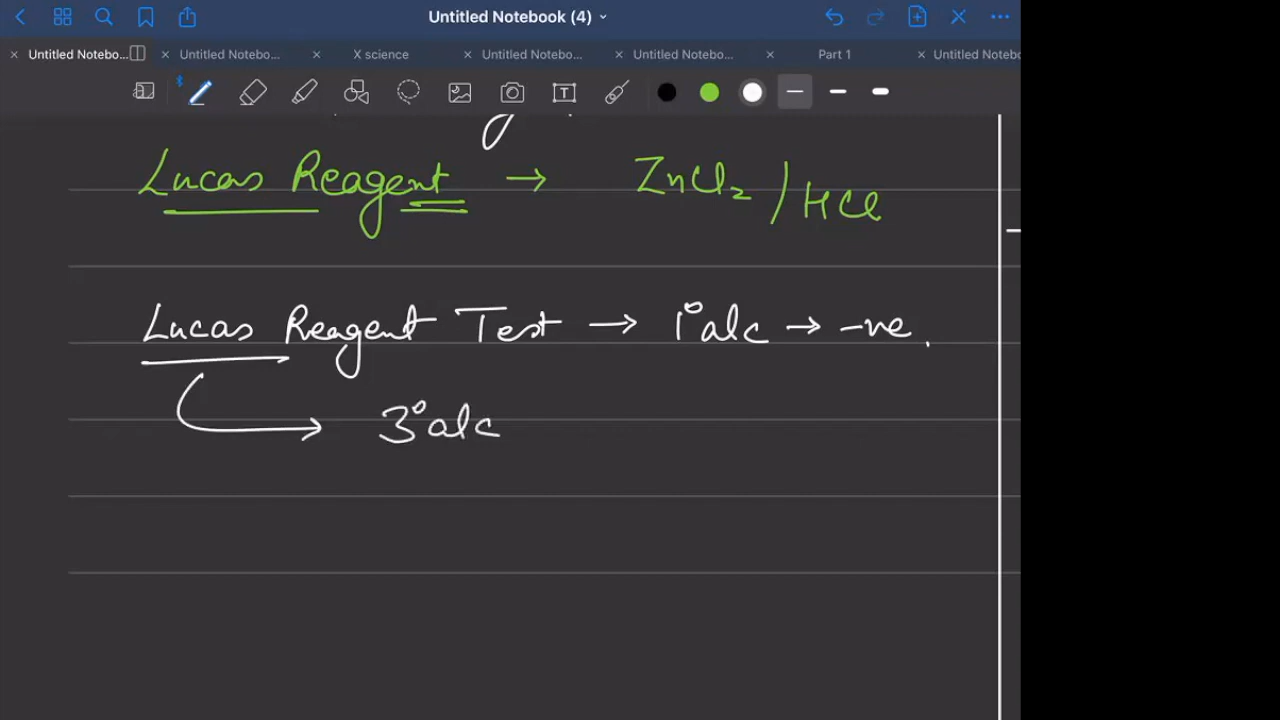 Untitled Notebook (4)
Untitled Notebo... Untitled Notebo... X science Untitled Notebo... Untitled Notebo... Part 1 Untitled Notebo
Lucas Reagent → ZnCl₂ / HCl
Lucas Reagent Test → 1° alc → -ve.
3° alc